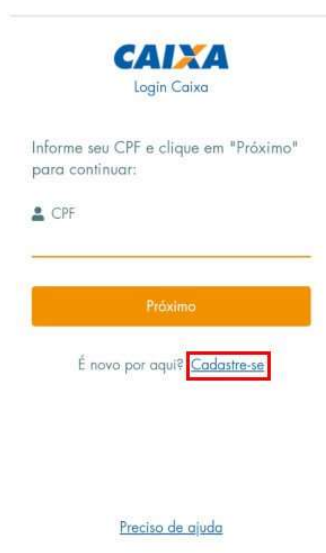 CAIXA
Login Caixa
Informe seu CPF e clique em "Próximo"
para continuar:
CPF
Próximo
É novo por aqui? Cadastre-se
Preciso de ajuda